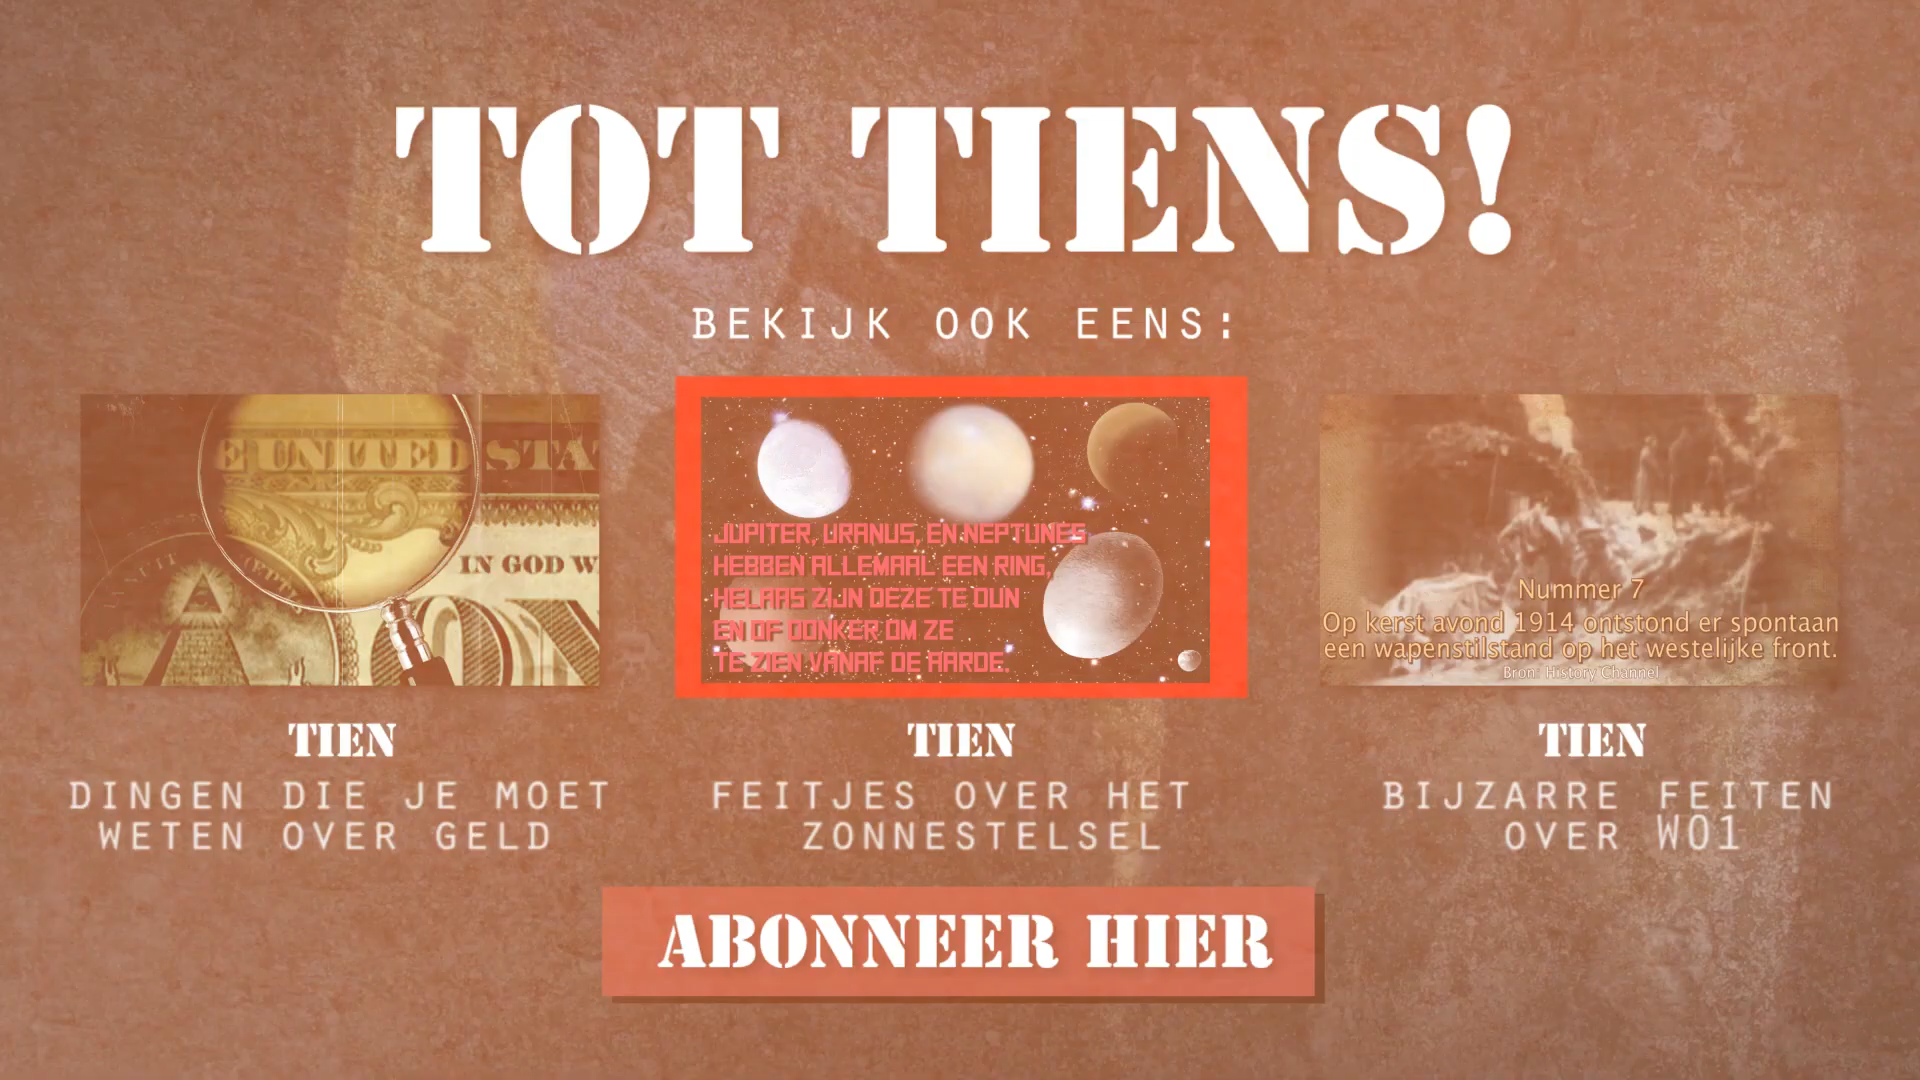 TOT TIENS!
BEKIJK OOK EENS:
E UNITED STA
IN GOD W
ON
JUPITER, URANUS, EN NEPTUNES
HEBBEN ALLEMAAL EEN RING,
HELAAS ZIJN DEZE TE DUN
EN OF DONKER OM ZE
TE ZIEN VANAF DE AARDE.
Nummer 7
Op kerst avond 1914 ontstond er spontaan
een wapenstilstand op het westelijke front.
Bron: History Channel
TIEN
DINGEN DIE JE MOET
WETEN OVER GELD
TIEN
FEITJES OVER HET
ZONNESTELSEL
TIEN
BIJZARRE FEITEN
OVER WO1
ABONNEER HIER